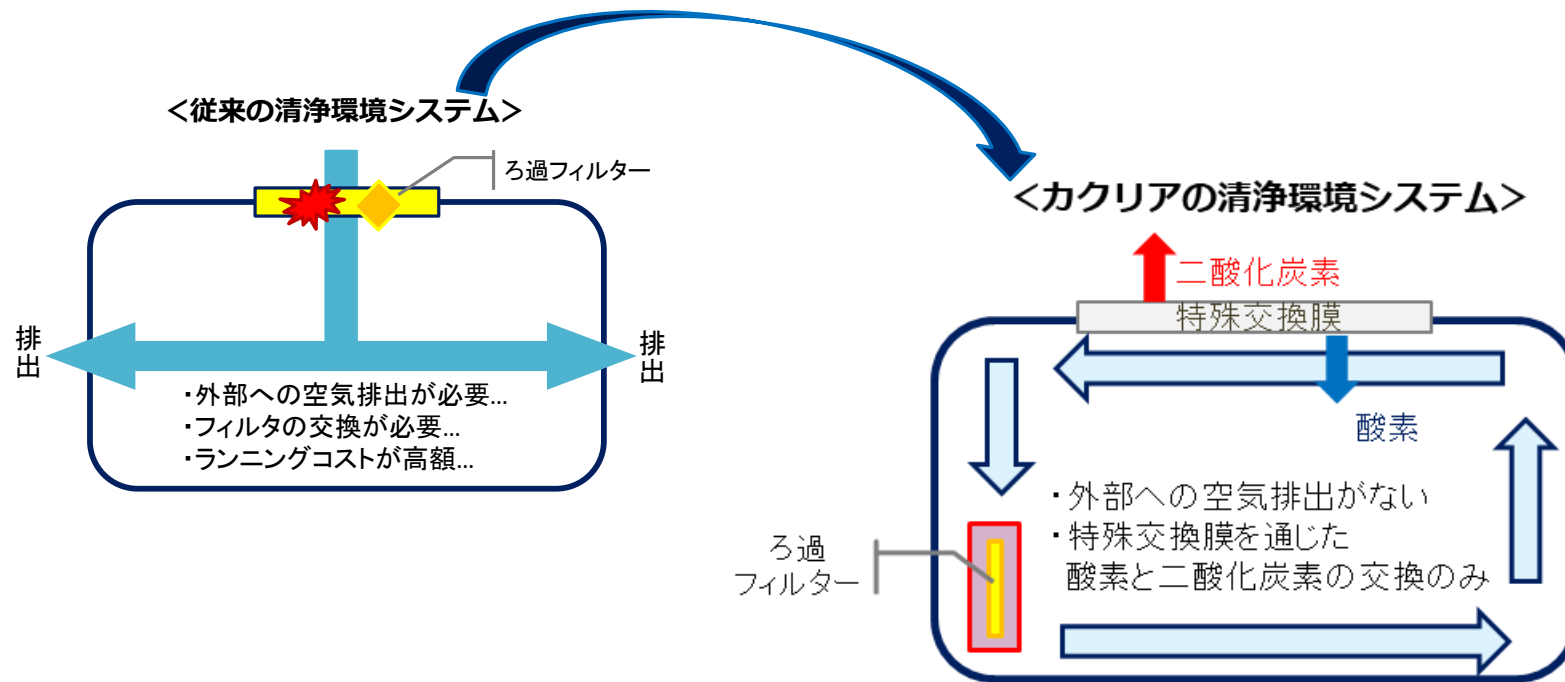 ＜従来の清浄環境システム＞
ろ過フィルター
排出
排出
・外部への空気排出が必要…
・フィルタの交換が必要…
・ランニングコストが高額…
＜カクリアの清浄環境システム＞
二酸化炭素
特殊交換膜
酸素
・外部への空気排出がない
・特殊交換膜を通じた
酸素と二酸化炭素の交換のみ
ろ過
フィルター